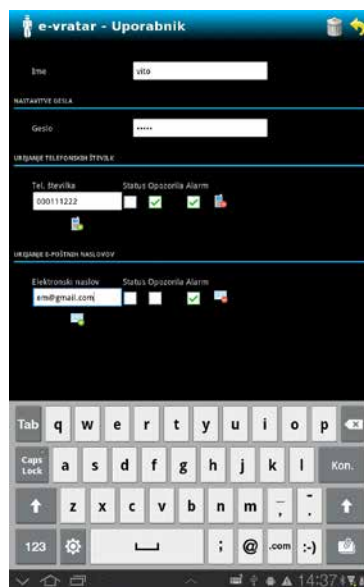 e-vratar - Uporabnik
Ime vito
NASTAVITVE GESLA
Geslo •••••
UREJANJE TELEFONSKIH ŠTEVILK
Tel. številka Status Opozorila Alarm
000111222
UREJANJE E-POŠTNIH NASLOVOV
Elektronski naslov Status Opozorila Alarm
em@gmail.com
Tab q w e r t y u i o p
Caps Lock a s d f g h j k l Kon.
z x c v b n m , .
123 ; @ .com :-)
14:37